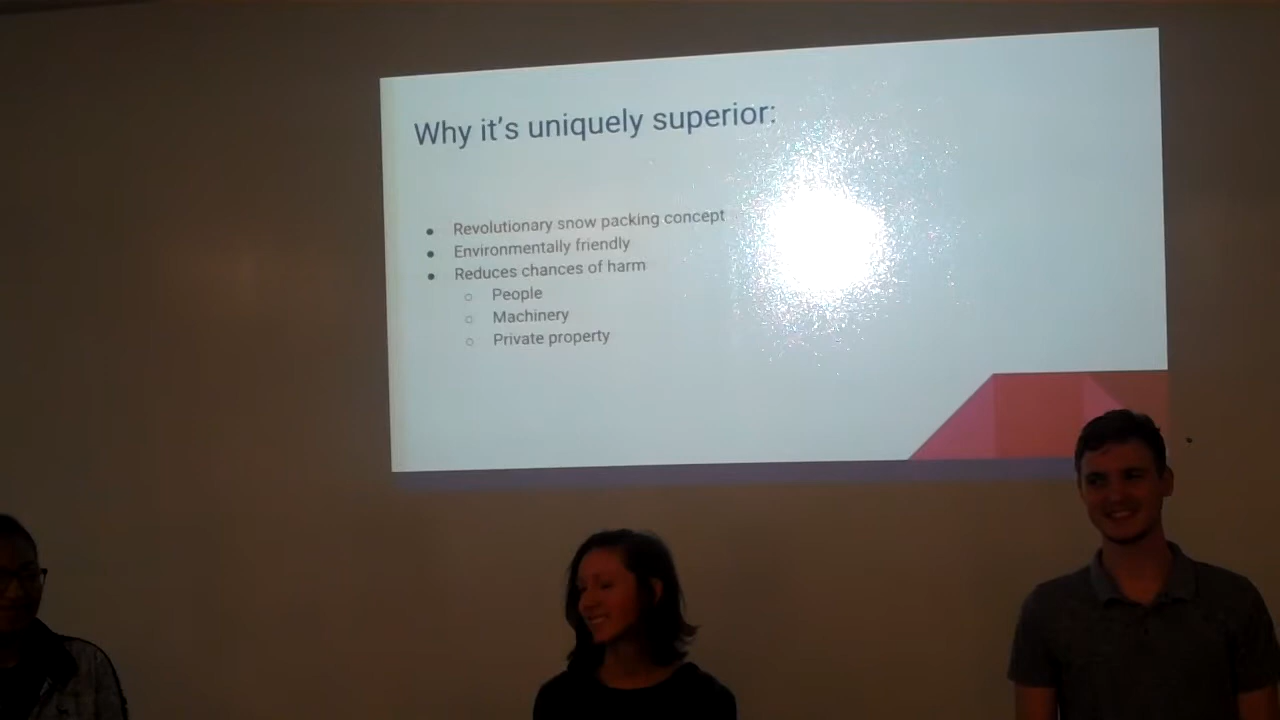 Why it's uniquely superior:
● Revolutionary snow packing concept
● Environmentally friendly
● Reduces chances of harm
○ People
○ Machinery
○ Private property